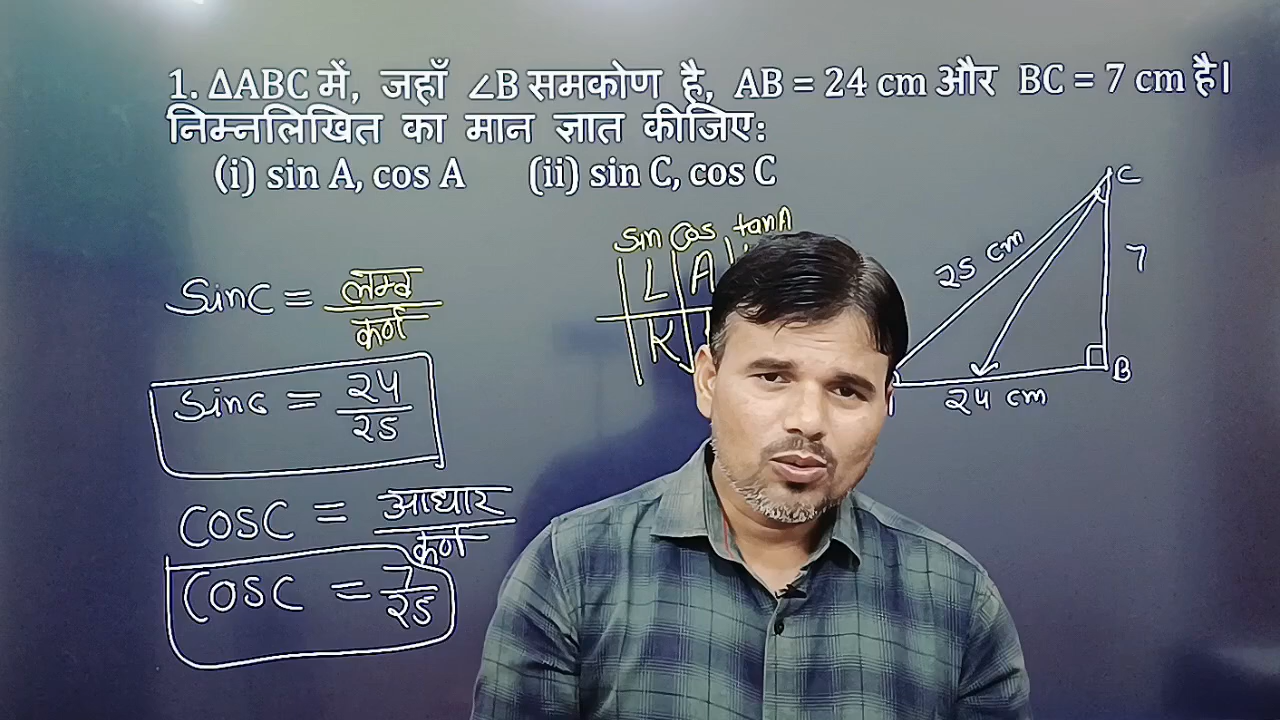 1. ΔABC में, जहाँ ∠B समकोण है, AB = 24 cm और BC = 7 cm है।
निम्नलिखित का मान ज्ञात कीजिए:
(i) sin A, cos A (ii) sin C, cos C
Sin Cos tanA
L A
K
C
25 cm
7
B
24 cm
SinC = लम्ब / कर्ण
SinC = 24 / 25
COSC = आधार / कर्ण
COSC = 7 / 25